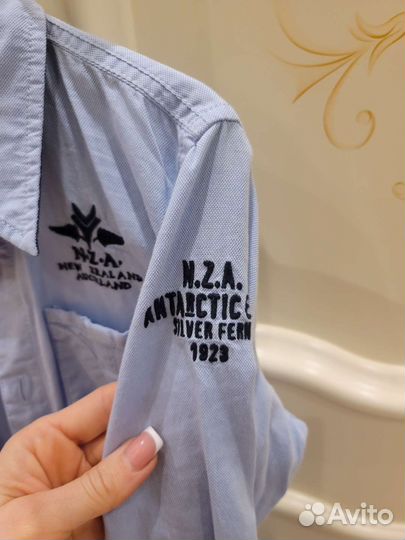 N.Z.A.
NEW ZEALAND
AUCKLAND
N.Z.A.
ANTARCTIC
SILVER FERN
1923
Avito